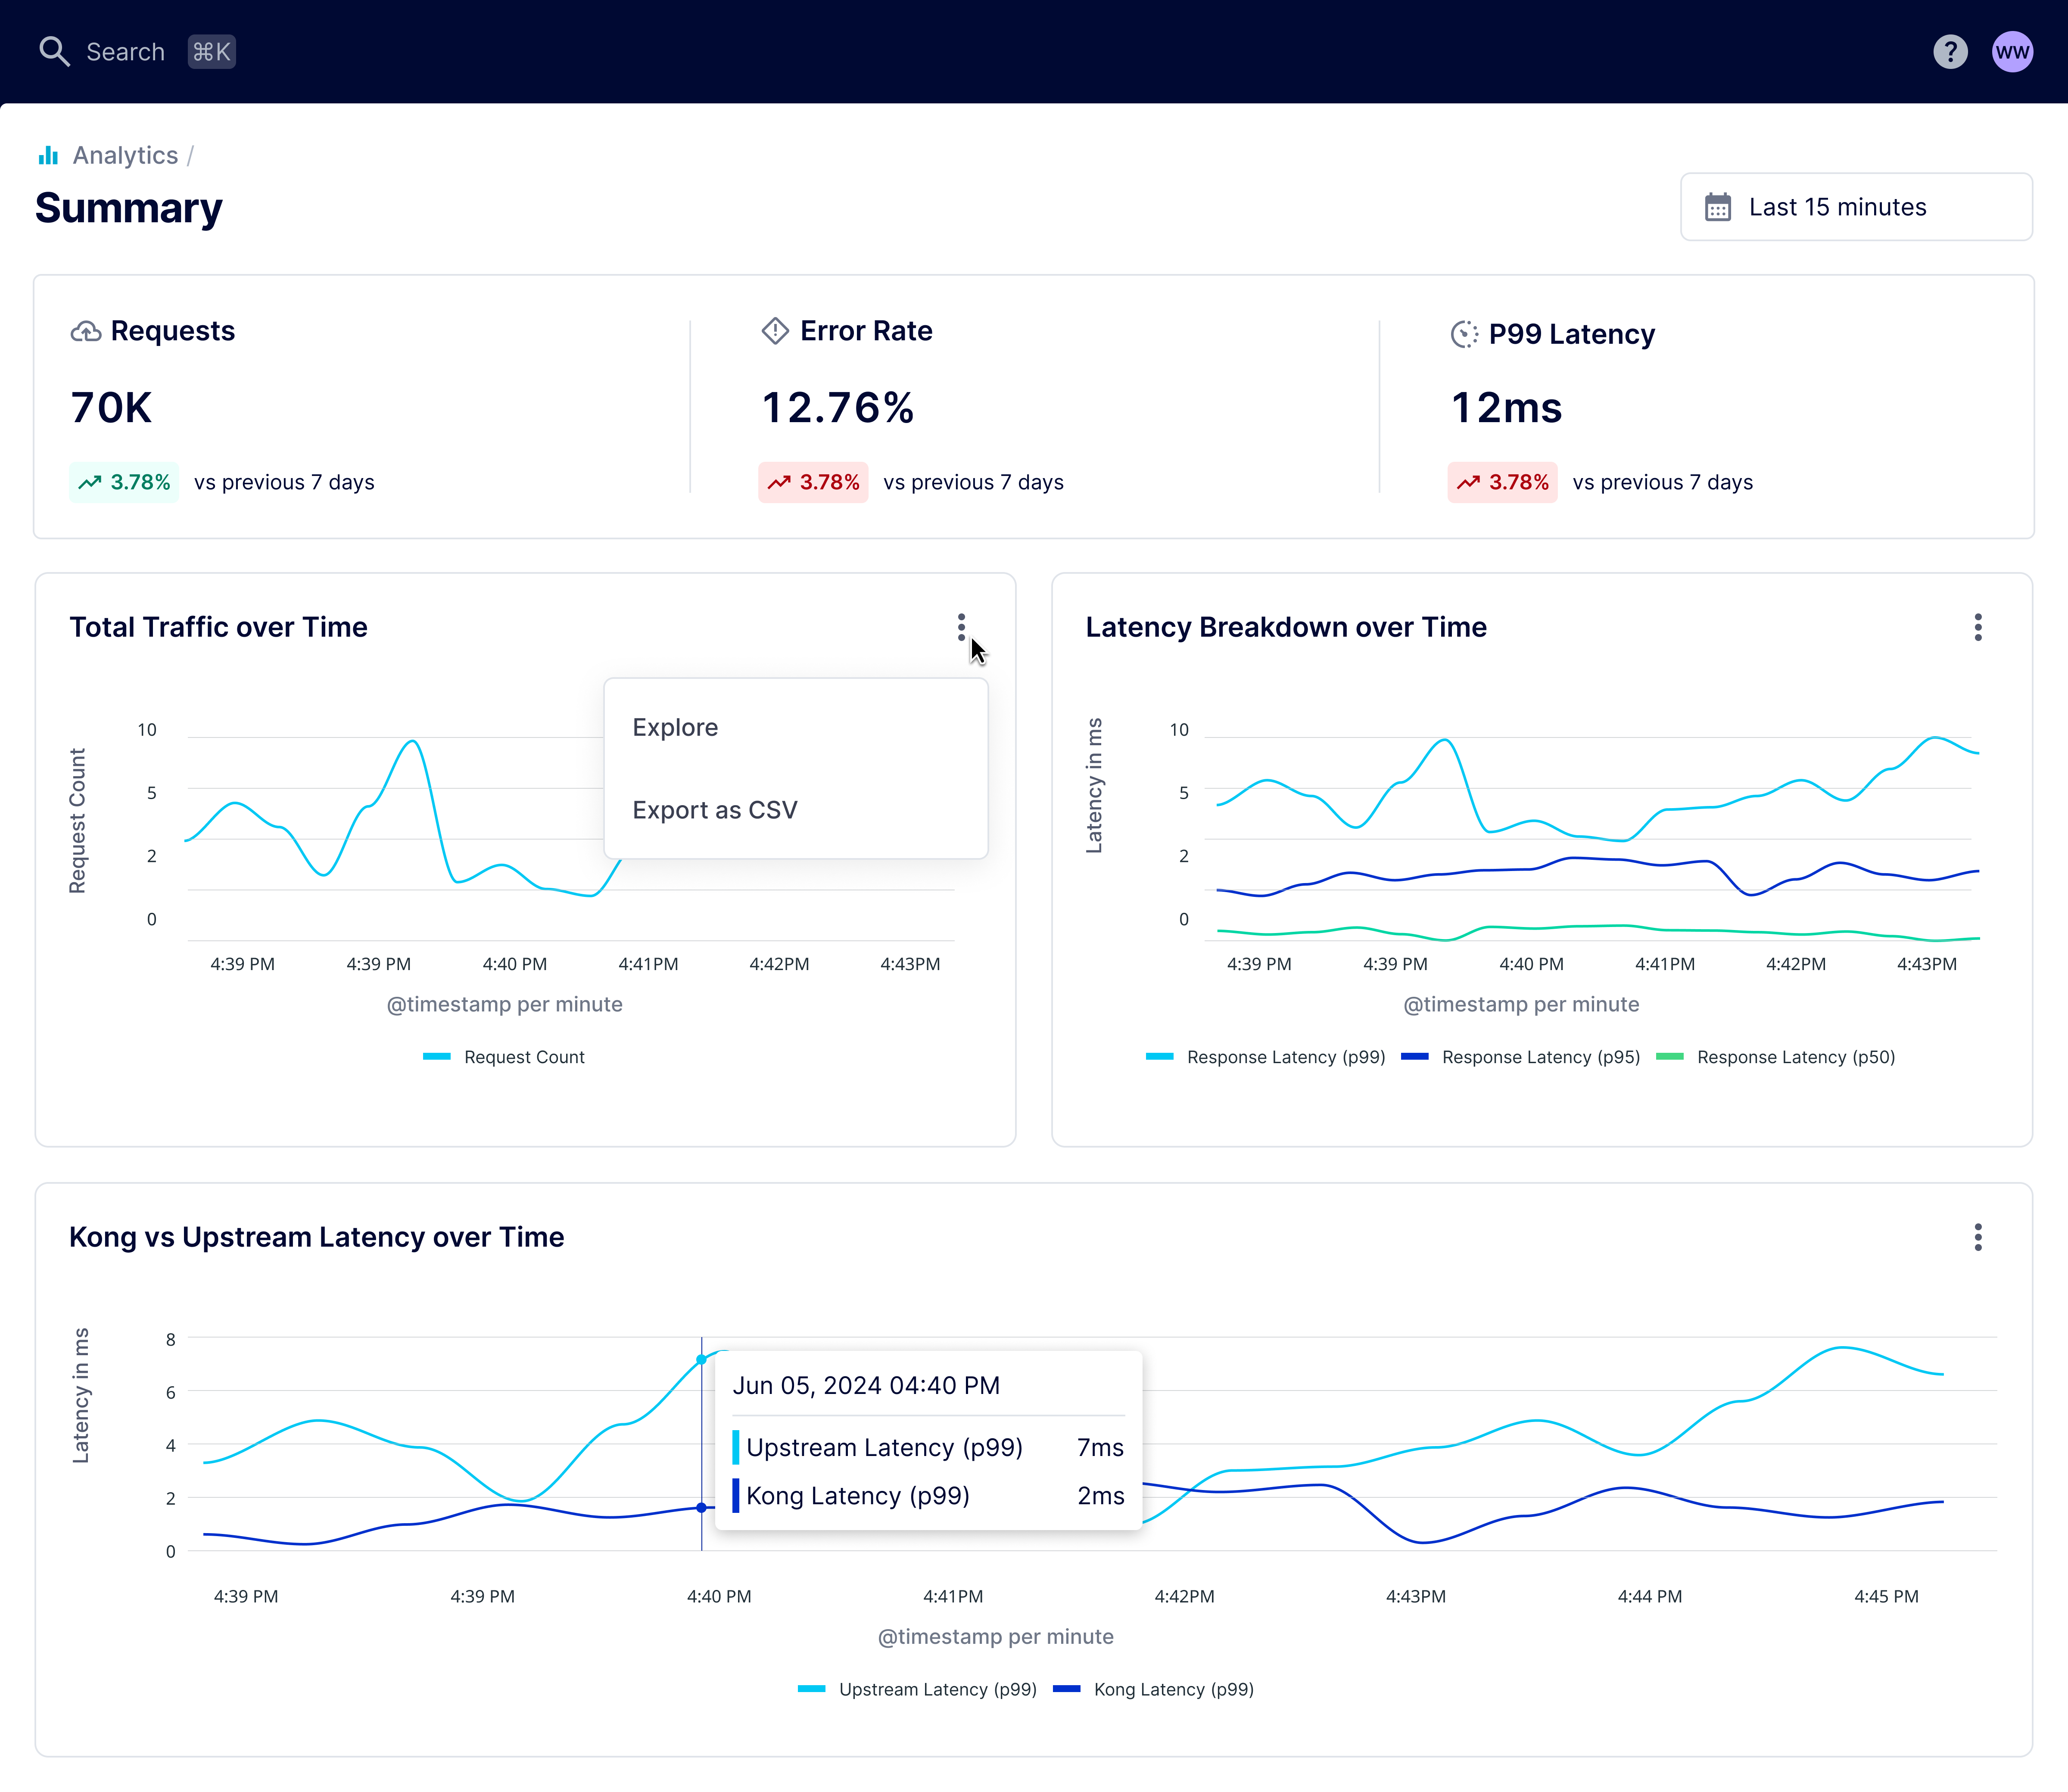 Search ⌘K
? WW
Analytics /
Summary
Last 15 minutes
Requests
70K
3.78% vs previous 7 days
Error Rate
12.76%
3.78% vs previous 7 days
P99 Latency
12ms
3.78% vs previous 7 days
Total Traffic over Time
Explore
Export as CSV
Request Count
10
5
2
0
4:39 PM 4:39 PM 4:40 PM 4:41PM 4:42PM 4:43PM
@timestamp per minute
Request Count
Latency Breakdown over Time
Latency in ms
10
5
2
0
4:39 PM 4:39 PM 4:40 PM 4:41PM 4:42PM 4:43PM
@timestamp per minute
Response Latency (p99) Response Latency (p95) Response Latency (p50)
Kong vs Upstream Latency over Time
Latency in ms
8
6
4
2
0
Jun 05, 2024 04:40 PM
Upstream Latency (p99) 7ms
Kong Latency (p99) 2ms
4:39 PM 4:39 PM 4:40 PM 4:41PM 4:42PM 4:43PM 4:44 PM 4:45 PM
@timestamp per minute
Upstream Latency (p99) Kong Latency (p99)